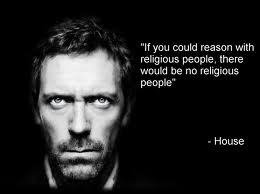 "If you could reason with
religious people, there
would be no religious
people"
- House